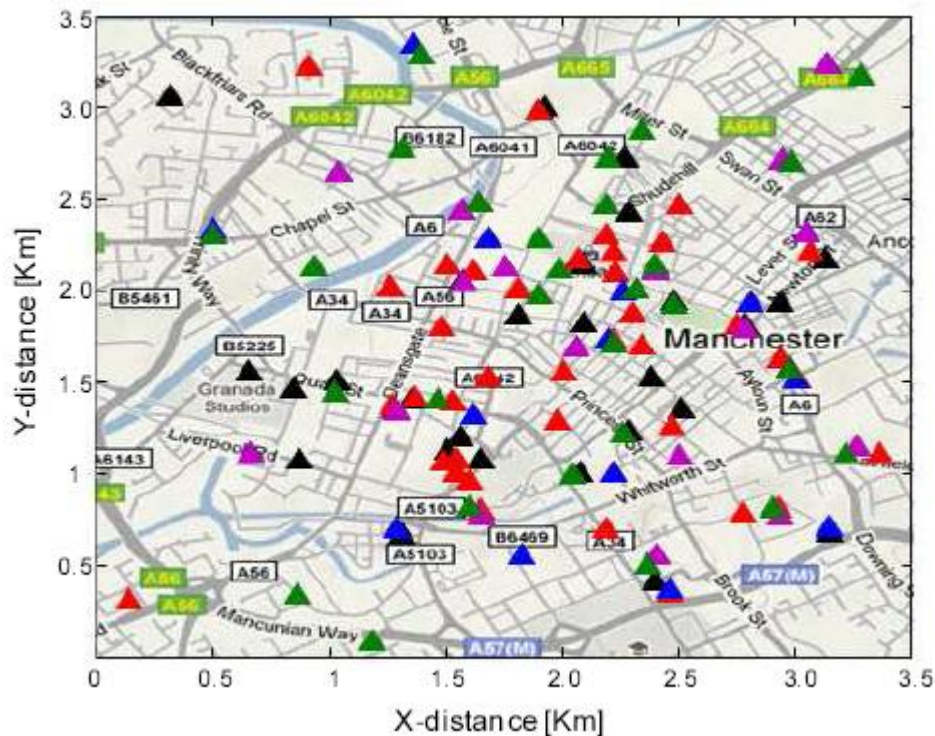 3.5
3.0
2.5
2.0
1.5
1
0.5
0
0.5
1
1.5
2.0
2.5
3.0
3.5
Y-distance [Km]
X-distance [Km]
Blackfriars Rd
A56
A665
A6042
A6042
B6182
A6041
A6042
Miller St
A664
Swan St
Shudehill
Chapel St
A6
A62
Lever St
B5461
A34
A34
A56
Manchester
B5225
Deansgate
Granada
Studios
Quay St
A6
Liverpool Rd
A6143
Whitworth St
A5103
A5103
B6469
A34
A56
A56
A56
Brook St
A57(M)
Mancunian Way
A57(M)